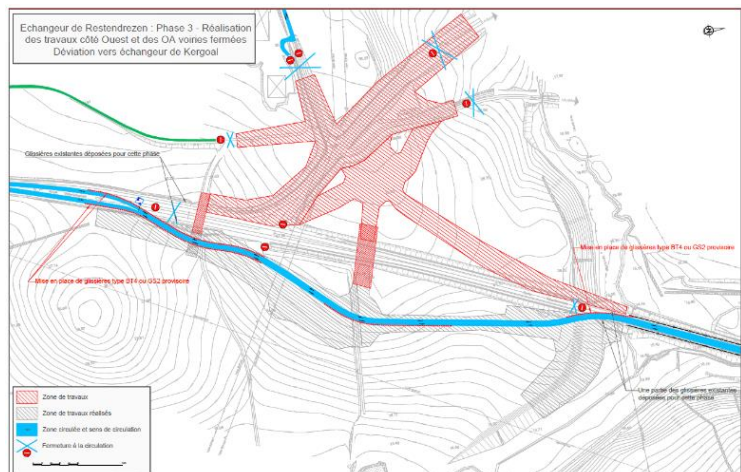 Echangeur de Restendrezen : Phase 3 - Réalisation
des travaux côté Ouest et des OA voiries fermées
Déviation vers échangeur de Kergoal
Glissières existantes déposées pour cette phase
Mise en place de glissières type BT4 ou GS2 provisoire
Mise en place de glissières type BT4 ou GS2 provisoire
Une partie des glissières existantes
déposées pour cette phase
Zone de travaux
Zone de travaux réalisés
Zone circulée et sens de circulation
Fermeture à la circulation